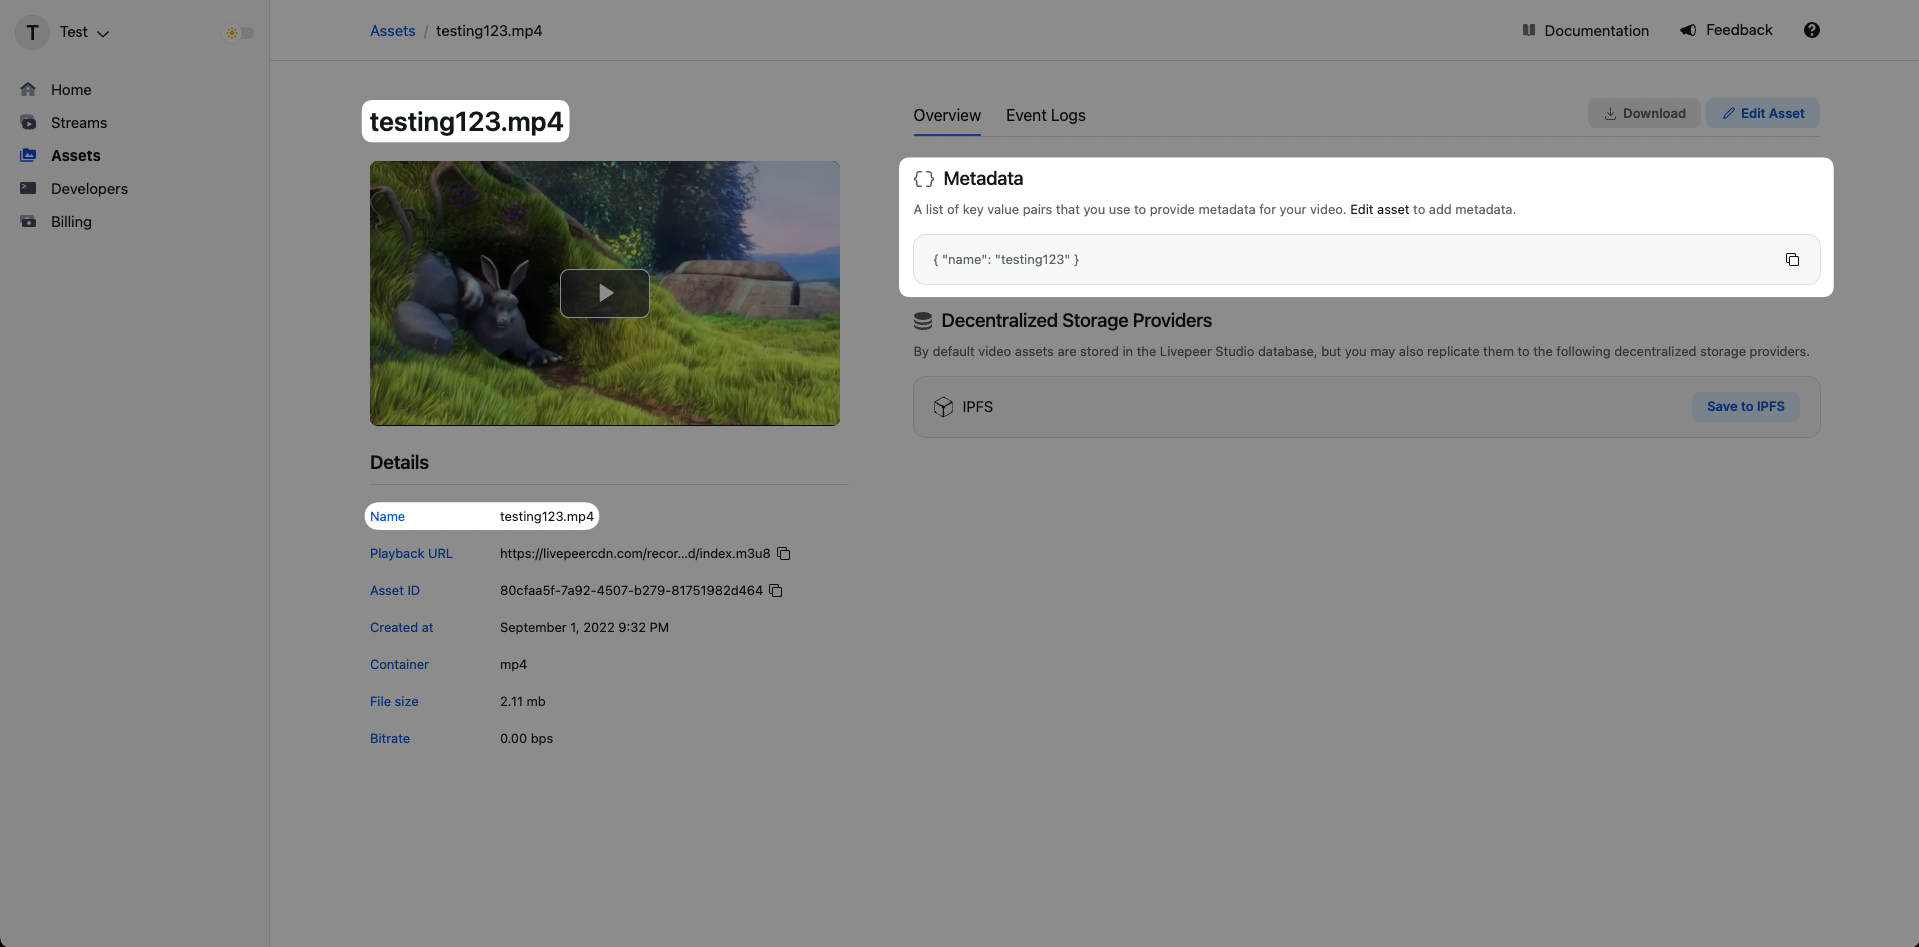 T Test
Home
Streams
Assets
Developers
Billing
Assets / testing123.mp4
Documentation
Feedback
?
testing123.mp4
Details
Name testing123.mp4
Playback URL https://livepeercdn.com/recor...d/index.m3u8
Asset ID 80cfaa5f-7a92-4507-b279-81751982d464
Created at September 1, 2022 9:32 PM
Container mp4
File size 2.11 mb
Bitrate 0.00 bps
Overview Event Logs
Download Edit Asset
{} Metadata
A list of key value pairs that you use to provide metadata for your video. Edit asset to add metadata.
{ "name": "testing123" }
Decentralized Storage Providers
By default video assets are stored in the Livepeer Studio database, but you may also replicate them to the following decentralized storage providers.
IPFS Save to IPFS